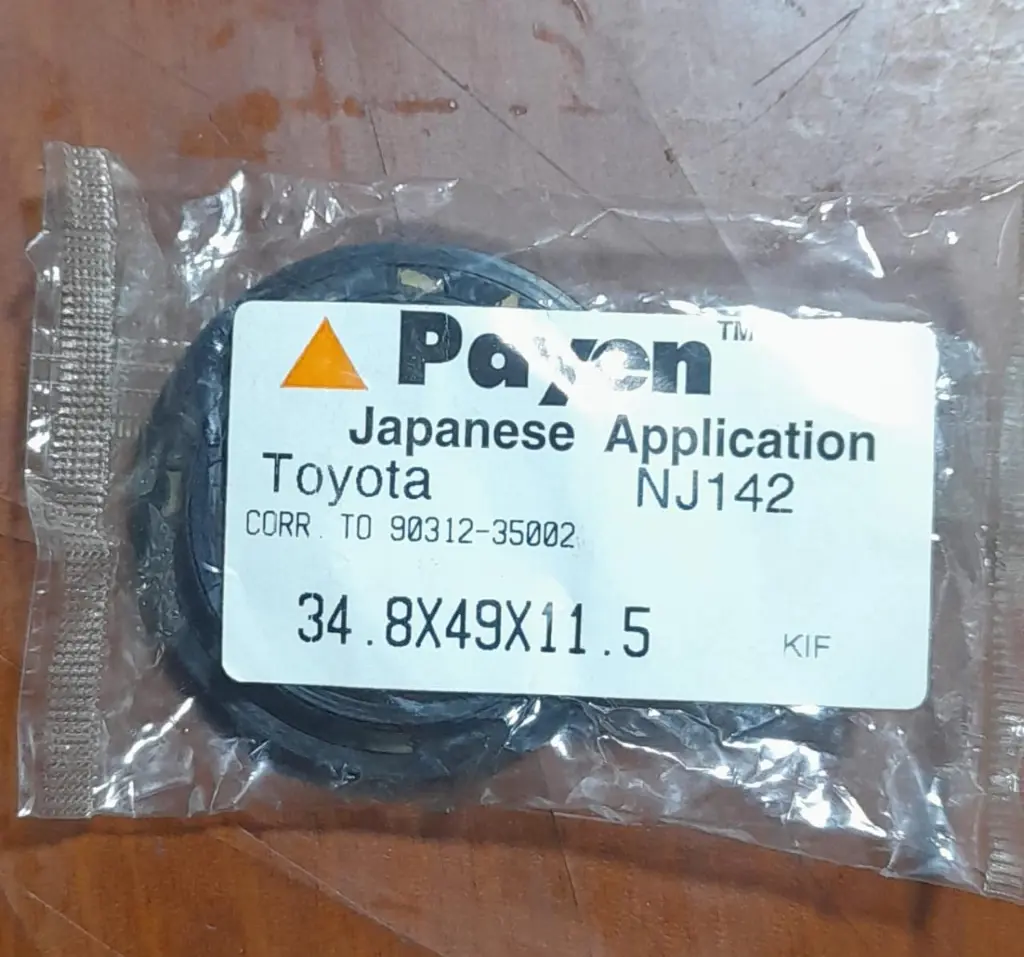 Payen™
Japanese Application
Toyota NJ142
CORR. TO 90312-35002
34.8X49X11.5 KIF